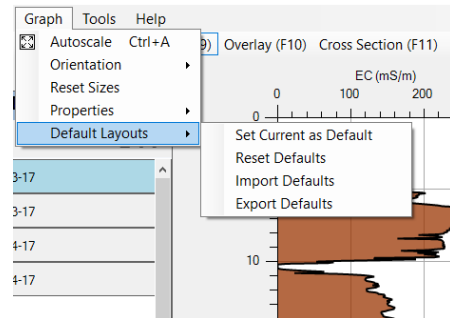 Graph Tools Help
Autoscale Ctrl+A
9) Overlay (F10) Cross Section (F11)
Orientation
EC (mS/m)
Reset Sizes
0 100 200
Properties
0
Default Layouts
Set Current as Default
3-17
Reset Defaults
Import Defaults
3-17
Export Defaults
4-17
10
4-17